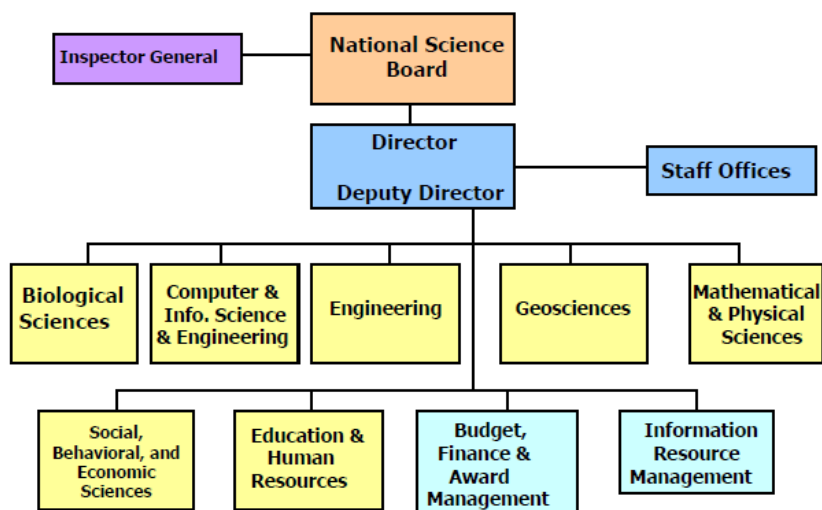 National Science
Board
Inspector General
Director
Deputy Director
Staff Offices
Biological
Sciences
Computer &
Info. Science
& Engineering
Engineering
Geosciences
Mathematical
& Physical
Sciences
Social,
Behavioral, and
Economic
Sciences
Education &
Human
Resources
Budget,
Finance &
Award
Management
Information
Resource
Management